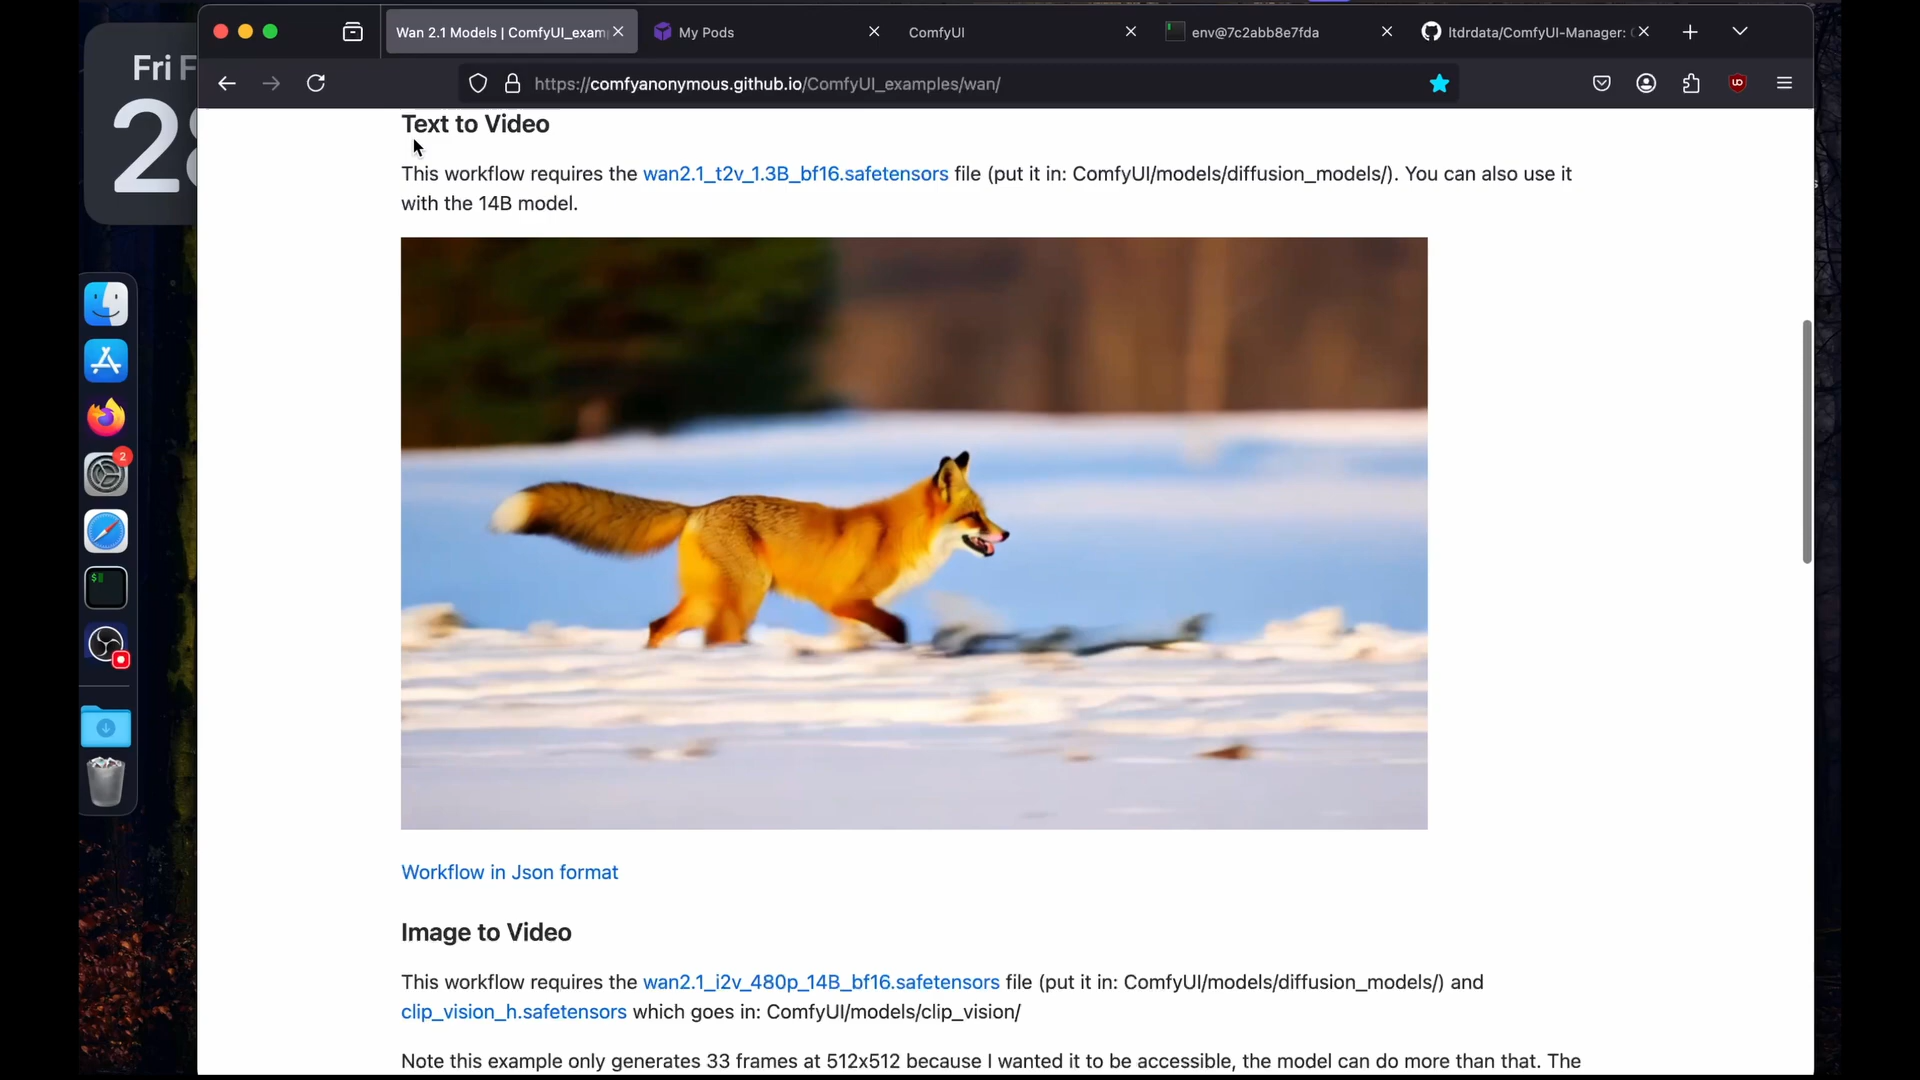 Fri F
28
Wan 2.1 Models | ComfyUI_exam
My Pods
ComfyUI
env@7c2abb8e7fda
ltdrdata/ComfyUI-Manager: C
https://comfyanonymous.github.io/ComfyUI_examples/wan/
Text to Video
This workflow requires the wan2.1_t2v_1.3B_bf16.safetensors file (put it in: ComfyUI/models/diffusion_models/). You can also use it
with the 14B model.
2
$
Workflow in Json format
Image to Video
This workflow requires the wan2.1_i2v_480p_14B_bf16.safetensors file (put it in: ComfyUI/models/diffusion_models/) and
clip_vision_h.safetensors which goes in: ComfyUI/models/clip_vision/
Note this example only generates 33 frames at 512x512 because I wanted it to be accessible, the model can do more than that. The